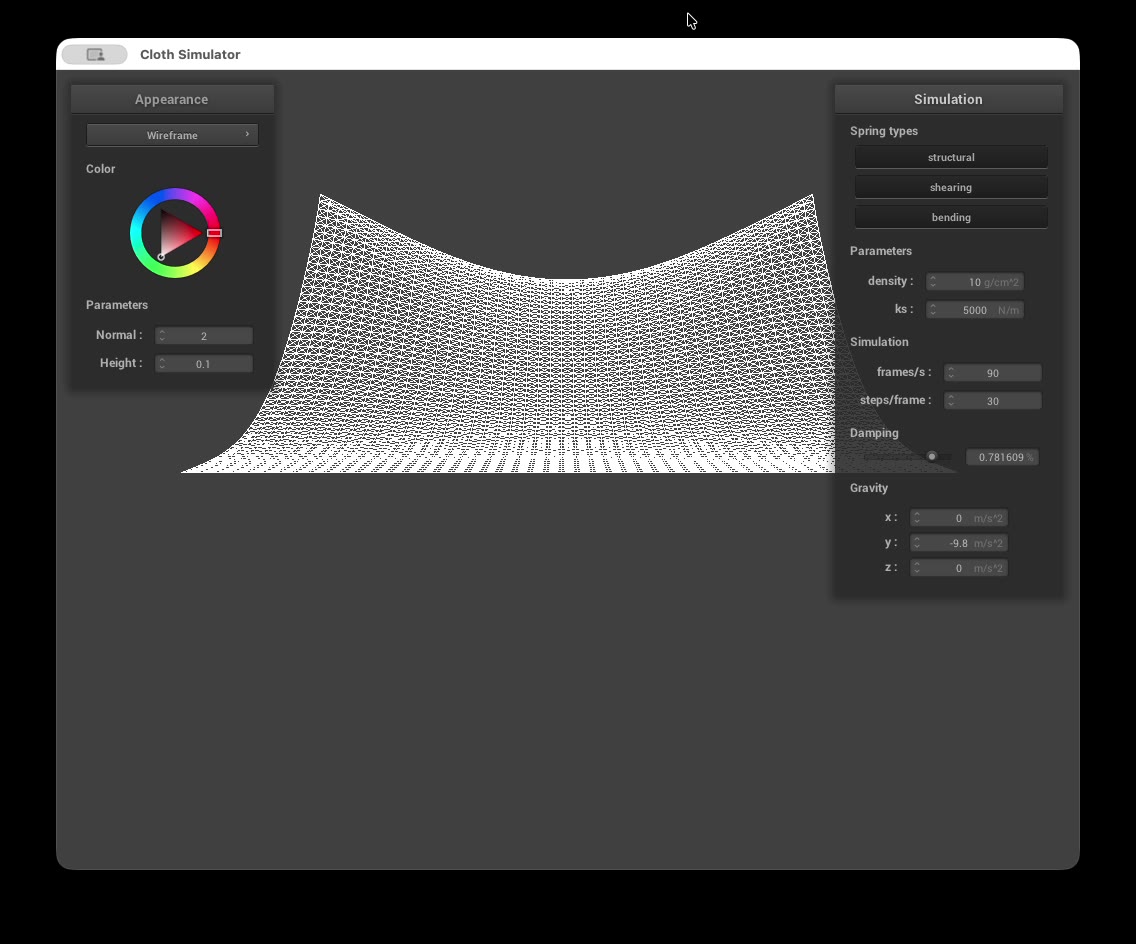 Cloth Simulator
Appearance
Wireframe
Color
Parameters
Normal : 2
Height : 0.1
Simulation
Spring types
structural
shearing
bending
Parameters
density : 10 g/cm^2
ks : 5000 N/m
Simulation
frames/s : 90
steps/frame : 30
Damping
0.781609 %
Gravity
x : 0 m/s^2
y : -9.8 m/s^2
z : 0 m/s^2